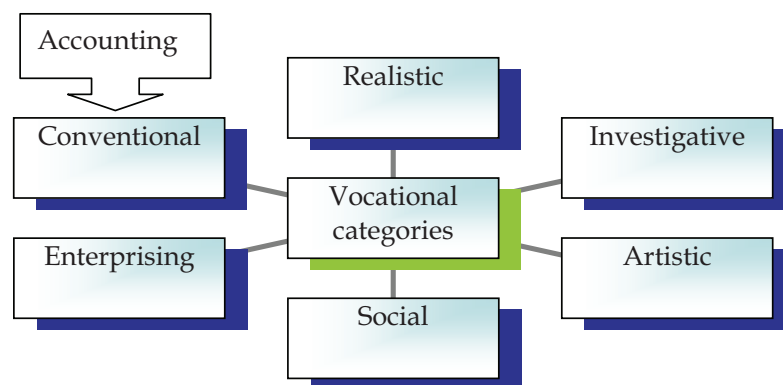 Accounting
Realistic
Conventional
Investigative
Vocational
categories
Enterprising
Artistic
Social